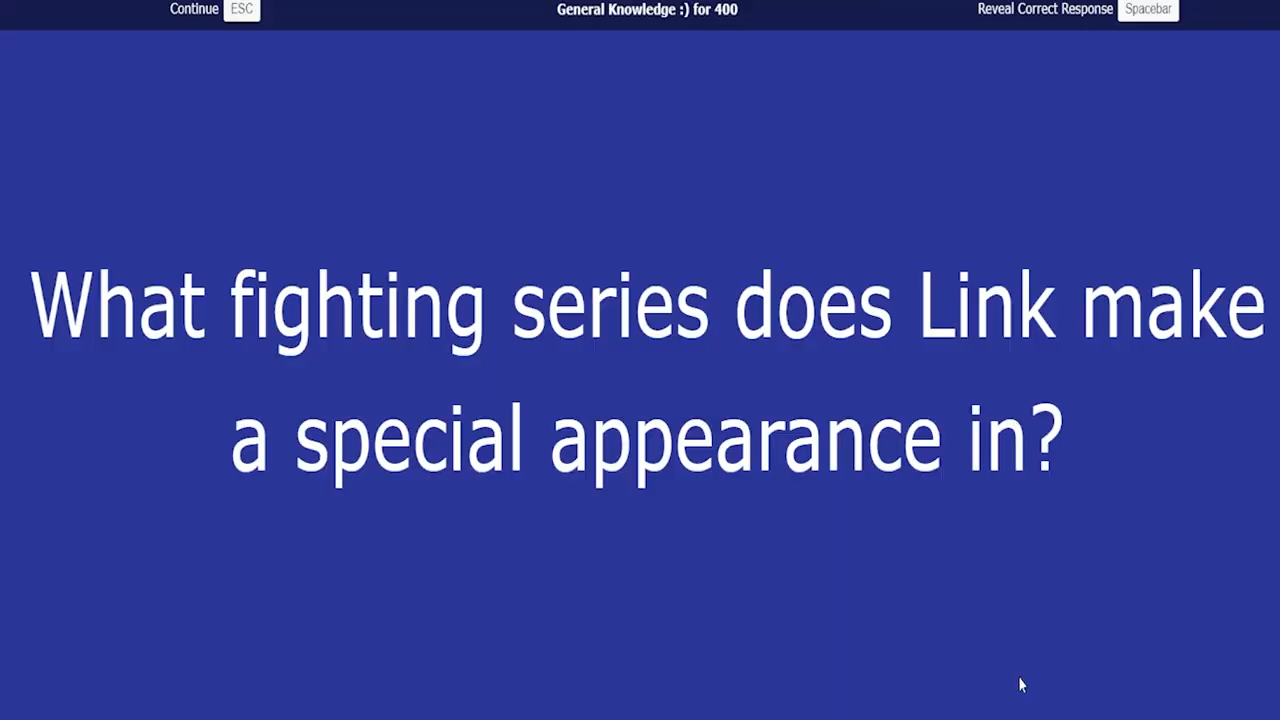 Continue ESC General Knowledge :) for 400 Reveal Correct Response Spacebar
What fighting series does Link make
a special appearance in?